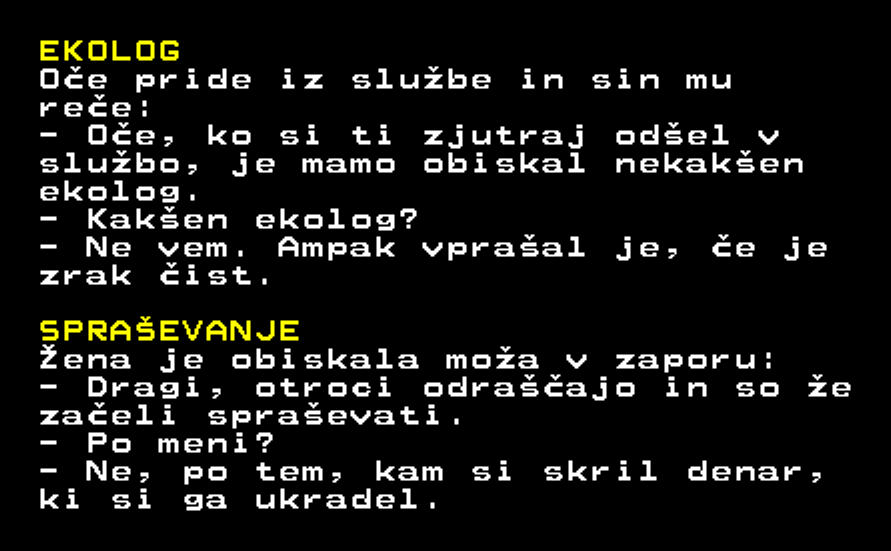 EKOLOG
Oče pride iz službe in sin mu
reče:
- Oče, ko si ti zjutraj odšel v
službo, je mamo obiskal nekakšen
ekolog.
- Kakšen ekolog?
- Ne vem. Ampak vprašal je, če je
zrak čist.
SPRAŠEVANJE
Žena je obiskala moža v zaporu:
- Dragi, otroci odraščajo in so že
začeli spraševati.
- Po meni?
- Ne, po tem, kam si skril denar,
ki si ga ukradel.